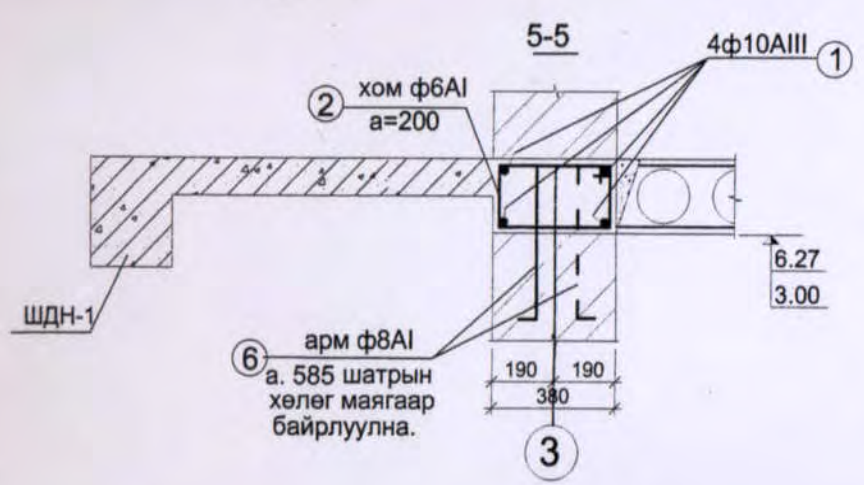 5-5
4ф10AIII
1
хом ф6AI
2
a=200
6.27
3.00
ШДН-1
арм ф8AI
6
а. 585 шатрын
хөлөг маягаар
байрлуулна.
190 190
380
3